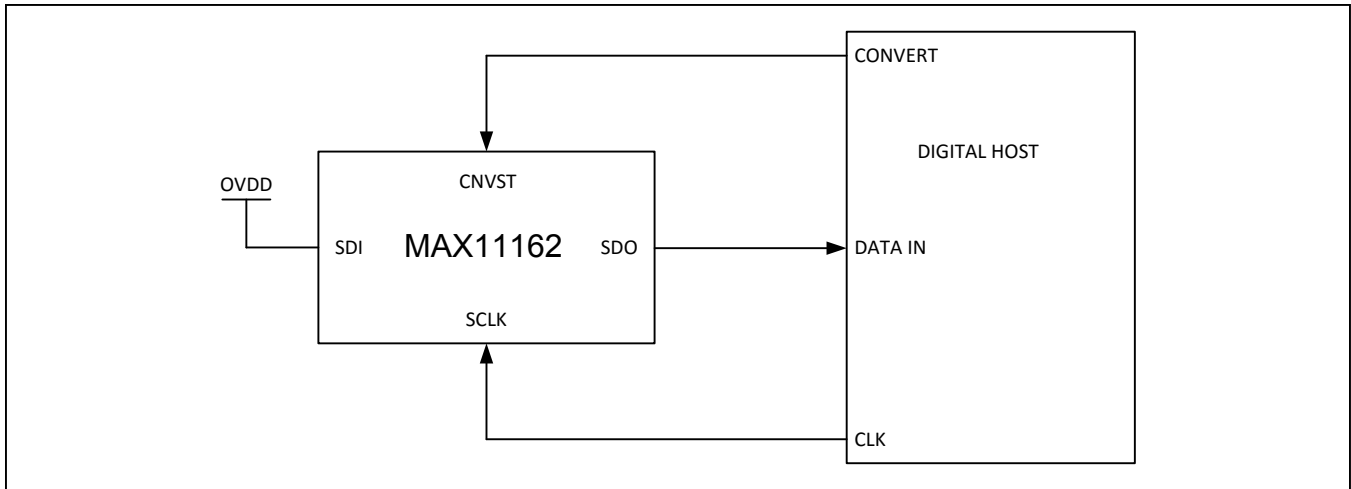 CONVERT
DIGITAL HOST
OVDD
CNVST
SDI
MAX11162
SDO
DATA IN
SCLK
CLK